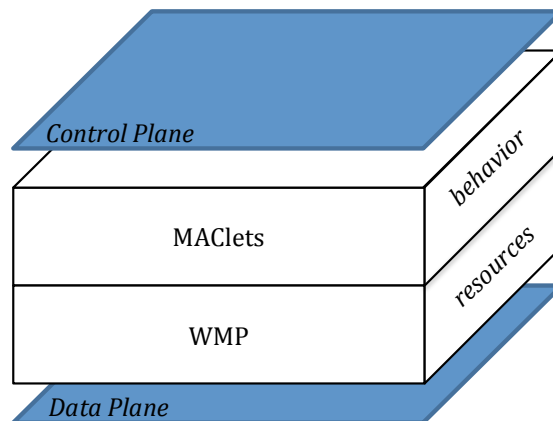 Control Plane
behavior
MAClets
resources
WMP
Data Plane